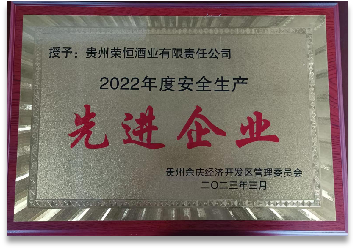 授予：贵州荣恒酒业有限责任公司
2022年度安全生产
先进企业
贵州余庆经济开发区管理委员会
二〇二三年三月